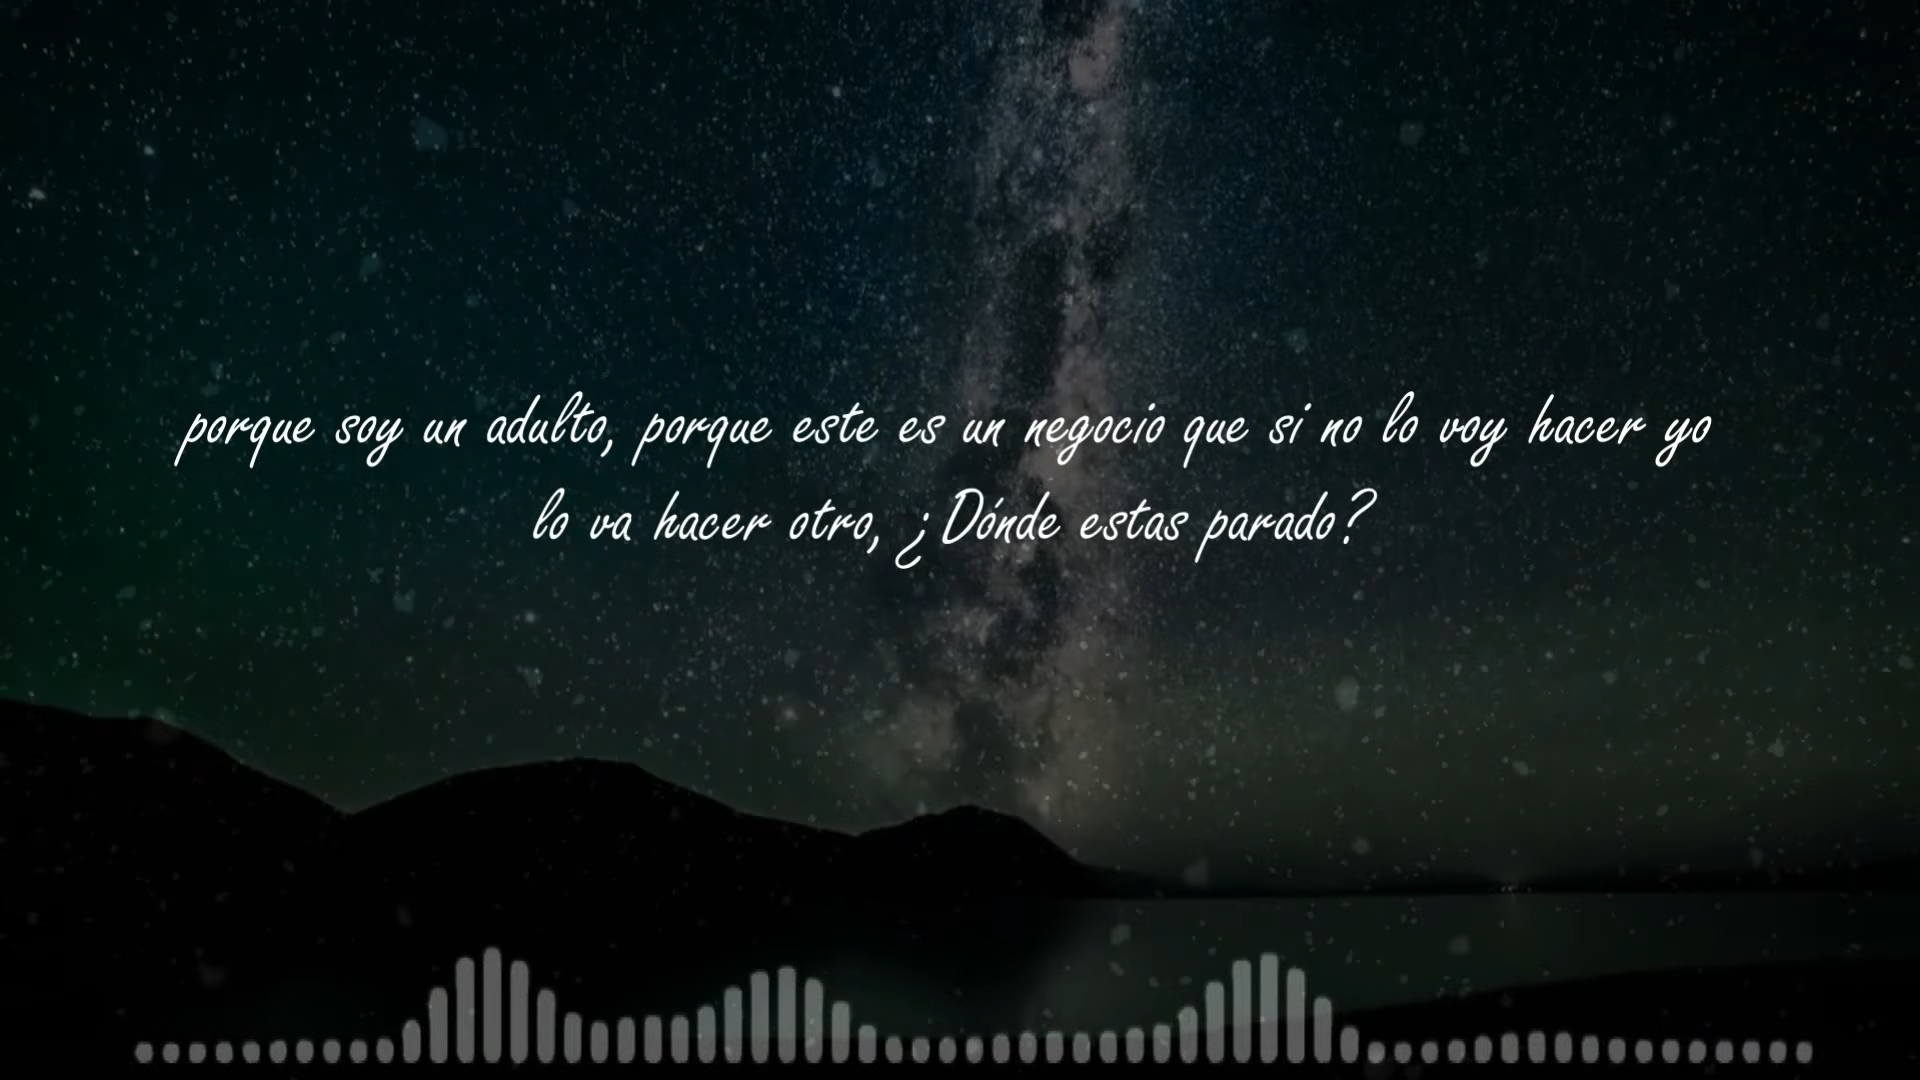 porque soy un adulto, porque este es un negocio que si no lo voy hacer yo
lo va hacer otro, ¿Dónde estas parado?